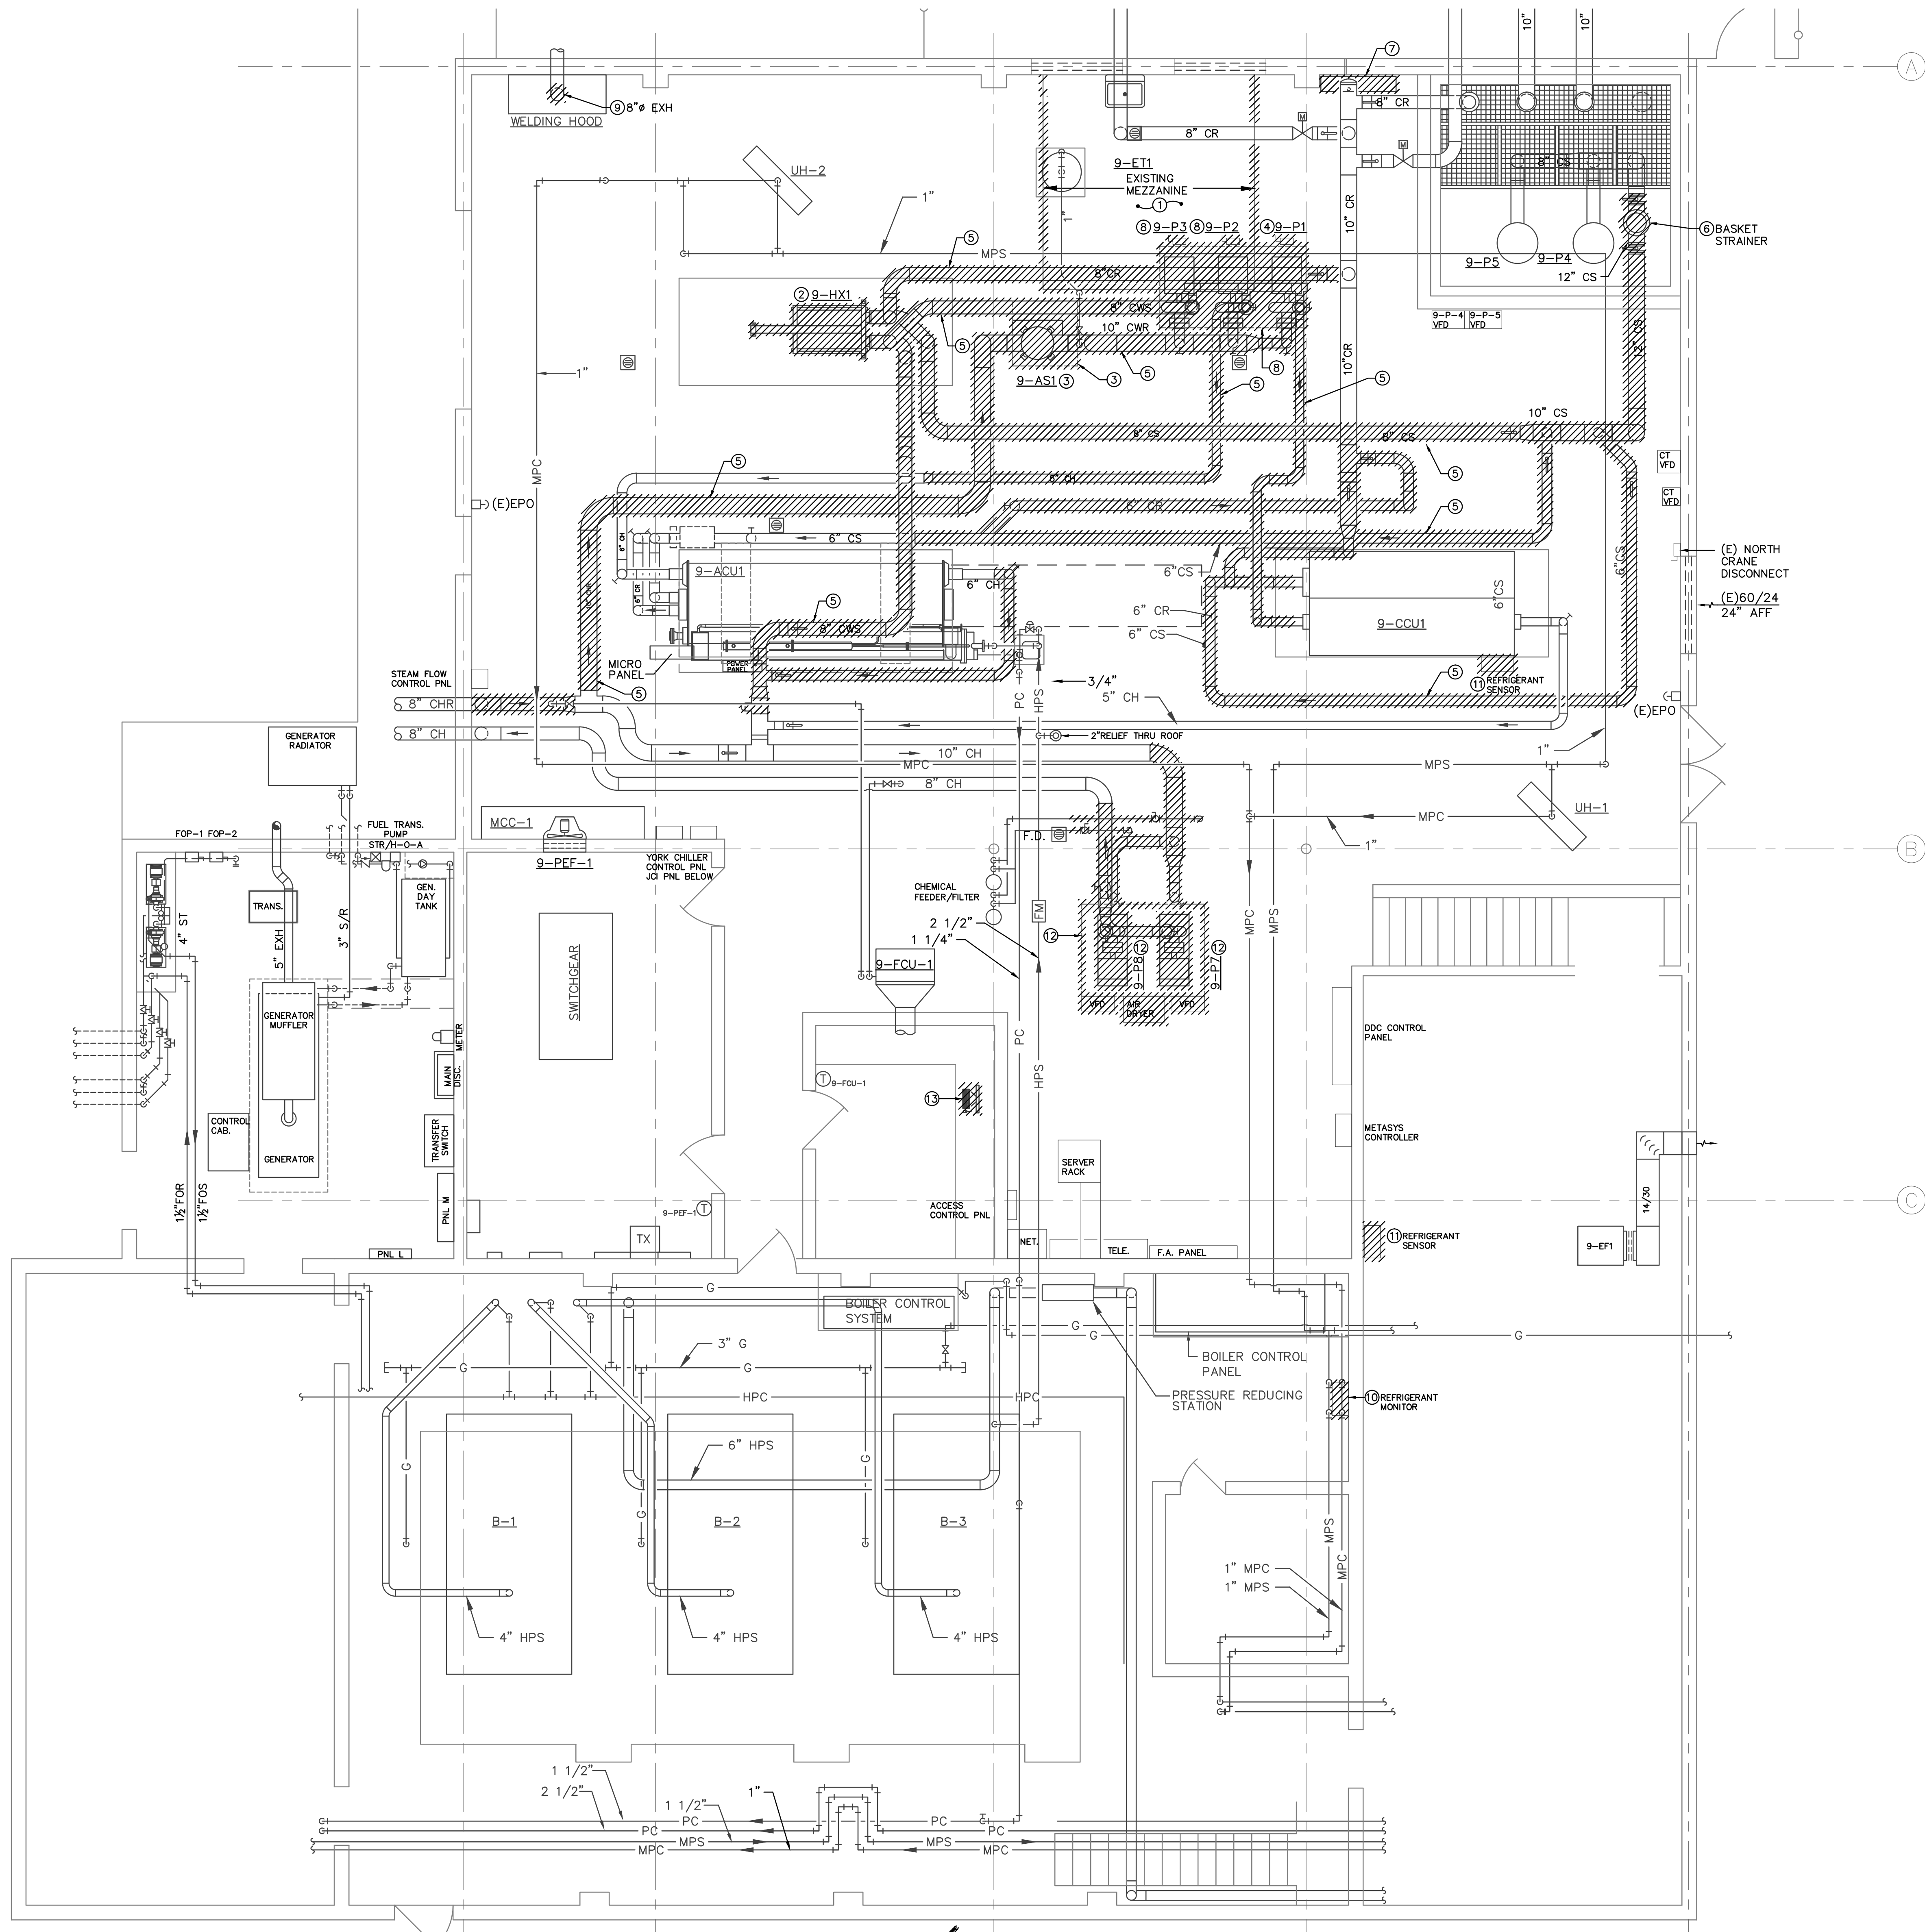 10"
10"
A
7
9 8"ø EXH
WELDING HOOD
8" CR
8" CR
M
M
8" CS
UH-2
9-ET1
EXISTING
MEZZANINE
1
1"
1"
10" CR
8 9-P3
8 9-P2
4 9-P1
6 BASKET
STRAINER
9-P5
9-P4
12" CS
5
MPS
8"CR
2 9-HX1
8" CWS
10" CWR
9-P-4
VFD
9-P-5
VFD
12" CS
5
1"
9-AS1 3
3
5
8
5
5
10"CR
10" CS
8" CS
8" CS
5
CT
VFD
CT
VFD
MPC
5
(E)EPO
6" CH
6" CR
5
6" CH
6" CS
6"CS
(E) NORTH
CRANE
DISCONNECT
(E)60/24
24" AFF
9-ACU1
6" CH
6" CR
6"CS
6" CR
6" CS
6"CS
9-CCU1
5
8" CWS
MICRO
PANEL
POWER
PANEL
STEAM FLOW
CONTROL PNL
8" CHR
5
PC
HPS
3/4"
5" CH
11 REFRIGERANT
SENSOR
5
(E)EPO
8" CH
GENERATOR
RADIATOR
2"RELIEF THRU ROOF
10" CH
MPC
MPS
1"
8" CH
UH-1
MCC-1
MPC
1"
FOP-1 FOP-2
FUEL TRANS.
PUMP
STR/H-O-A
9-PEF-1
YORK CHILLER
CONTROL PNL
JCI PNL BELOW
F.D.
B
TRANS.
GEN.
DAY
TANK
CHEMICAL
FEEDER/FILTER
FM
2 1/2"
1 1/4"
4" ST
5" EXH
3" S/R
12
9-P8 12
9-P7 12
MPC
MPS
SWITCHGEAR
9-FCU-1
VFD
AIR
DRYER
VFD
GENERATOR
MUFFLER
METER
MAIN
DISC.
PC
HPS
DDC CONTROL
PANEL
T 9-FCU-1
13
CONTROL
CAB.
TRANSFER
SWITCH
METASYS
CONTROLLER
GENERATOR
SERVER
RACK
PNL M
1½"FOR
1½"FOS
9-PEF-1 T
ACCESS
CONTROL PNL
14/30
C
TX
NET.
TELE.
F.A. PANEL
11 REFRIGERANT
SENSOR
9-EF1
PNL L
G
BOILER CONTROL
SYSTEM
G
G
G
3" G
G
G
BOILER CONTROL
PANEL
HPC
HPC
PRESSURE REDUCING
STATION
10 REFRIGERANT
MONITOR
6" HPS
G
G
G
B-1
B-2
B-3
MPS
MPC
1" MPC
1" MPS
4" HPS
4" HPS
4" HPS
1 1/2"
2 1/2"
1 1/2"
1"
PC
PC
PC
PC
MPS
MPS
MPC
MPC